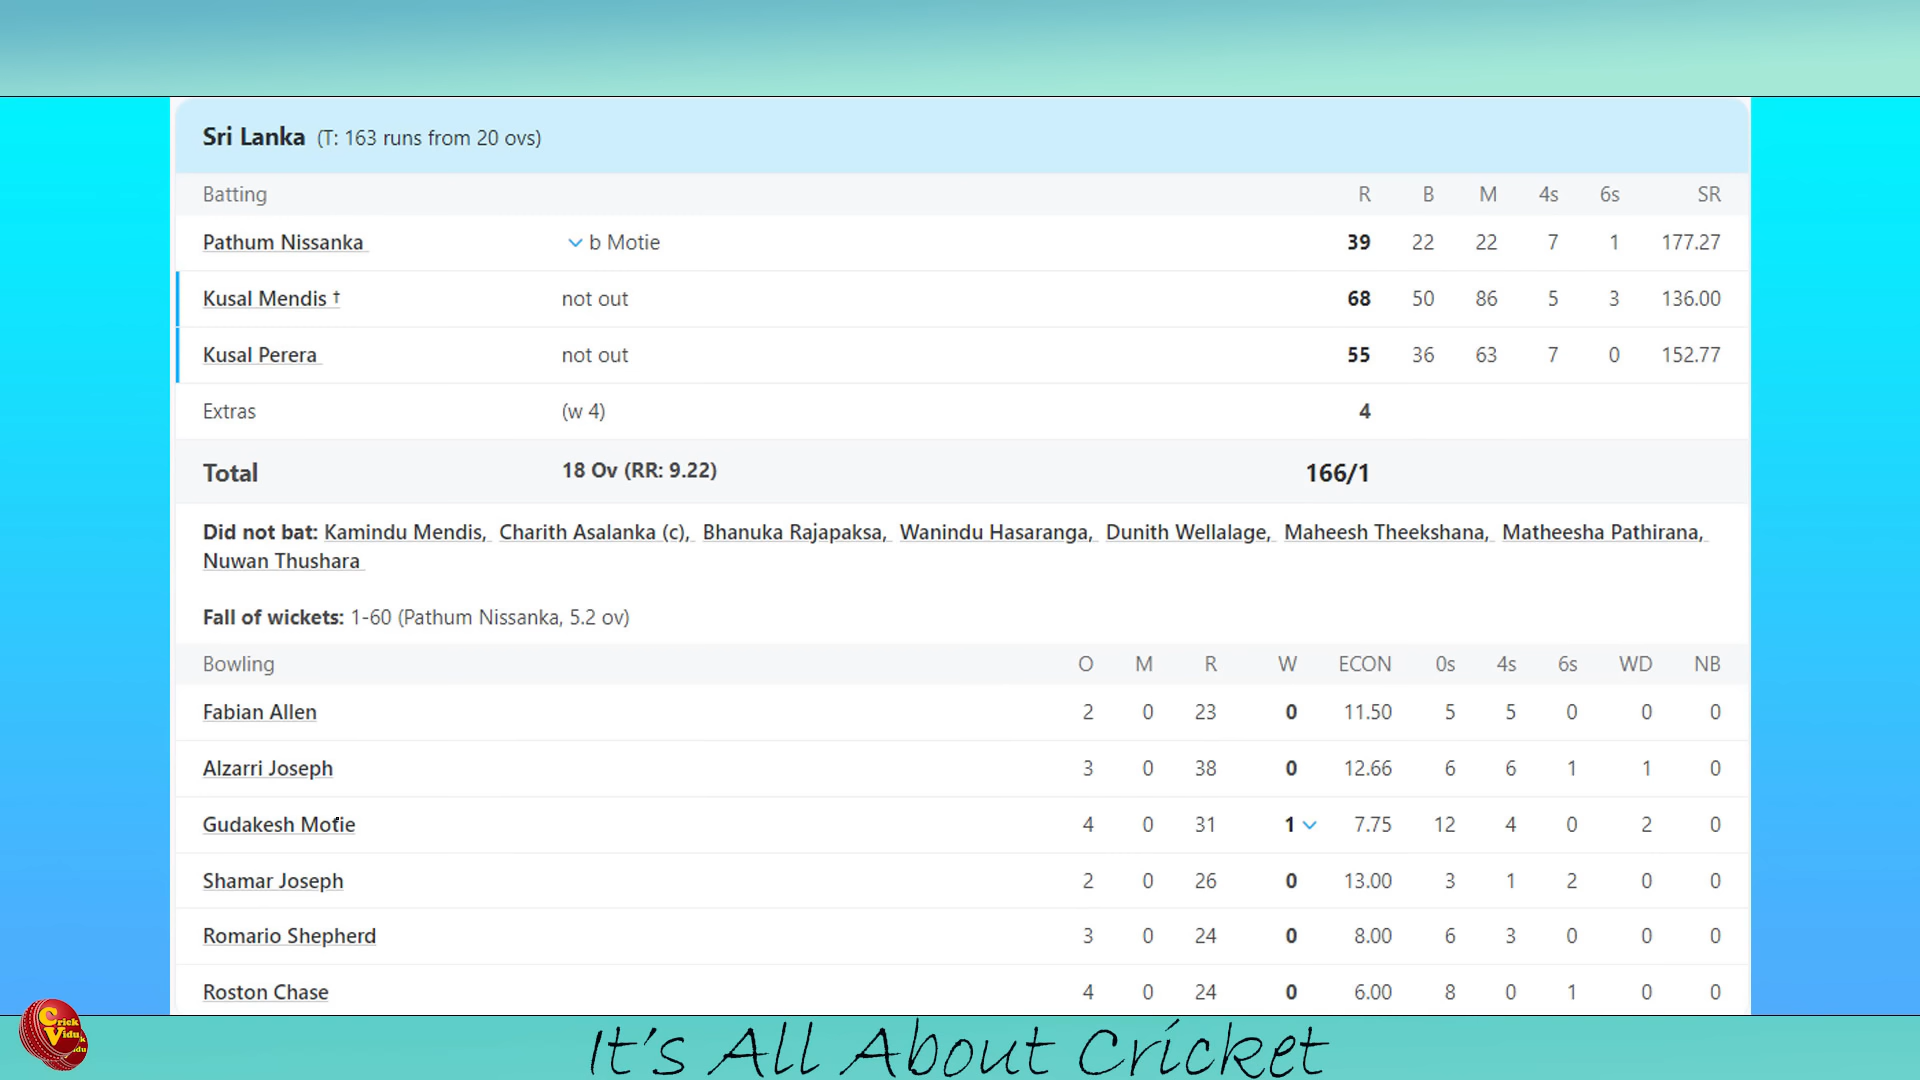 Sri Lanka (T: 163 runs from 20 ovs)
Batting R B M 4s 6s SR
Pathum Nissanka b Motie 39 22 22 7 1 177.27
Kusal Mendis † not out 68 50 86 5 3 136.00
Kusal Perera not out 55 36 63 7 0 152.77
Extras (w 4) 4
Total 18 Ov (RR: 9.22) 166/1
Did not bat: Kamindu Mendis, Charith Asalanka (c), Bhanuka Rajapaksa, Wanindu Hasaranga, Dunith Wellalage, Maheesh Theekshana, Matheesha Pathirana,
Nuwan Thushara
Fall of wickets: 1-60 (Pathum Nissanka, 5.2 ov)
Bowling O M R W ECON 0s 4s 6s WD NB
Fabian Allen 2 0 23 0 11.50 5 5 0 0 0
Alzarri Joseph 3 0 38 0 12.66 6 6 1 1 0
Gudakesh Motie 4 0 31 1 7.75 12 4 0 2 0
Shamar Joseph 2 0 26 0 13.00 3 1 2 0 0
Romario Shepherd 3 0 24 0 8.00 6 3 0 0 0
Roston Chase 4 0 24 0 6.00 8 0 1 0 0
Crick
Vidu
It's All About Cricket